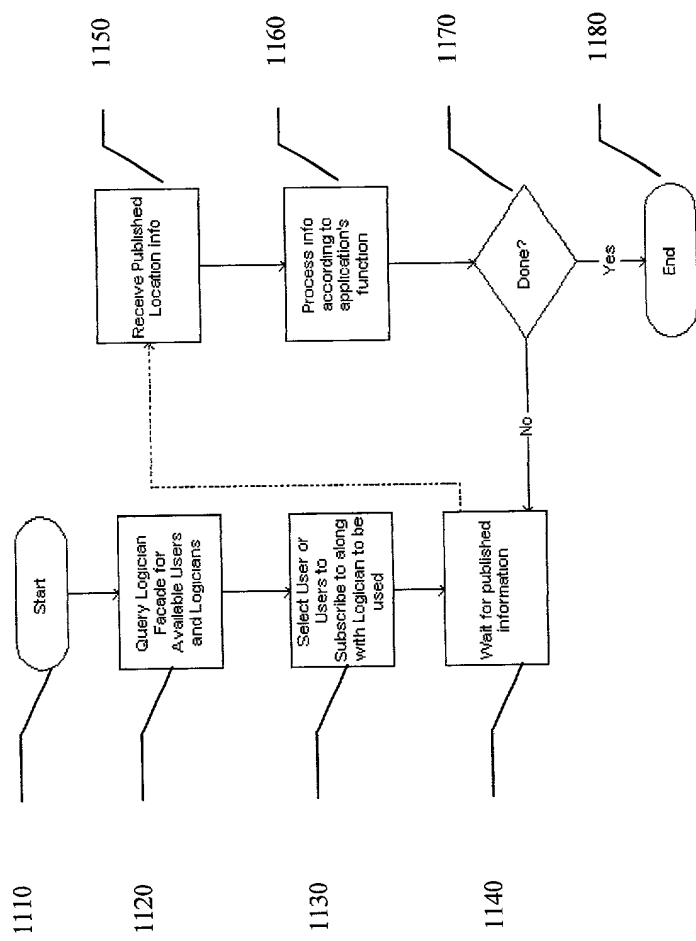 1110
Start
1120
Query Logician
Facade for
Available Users
and Logicians
1130
Select User or
Users to
Subscribe to along
with Logician to be
used
1140
Wait for published
information
1150
Receive Published
Location Info
1160
Process info
according to
application's
function
1170
Done?
No
Yes
1180
End